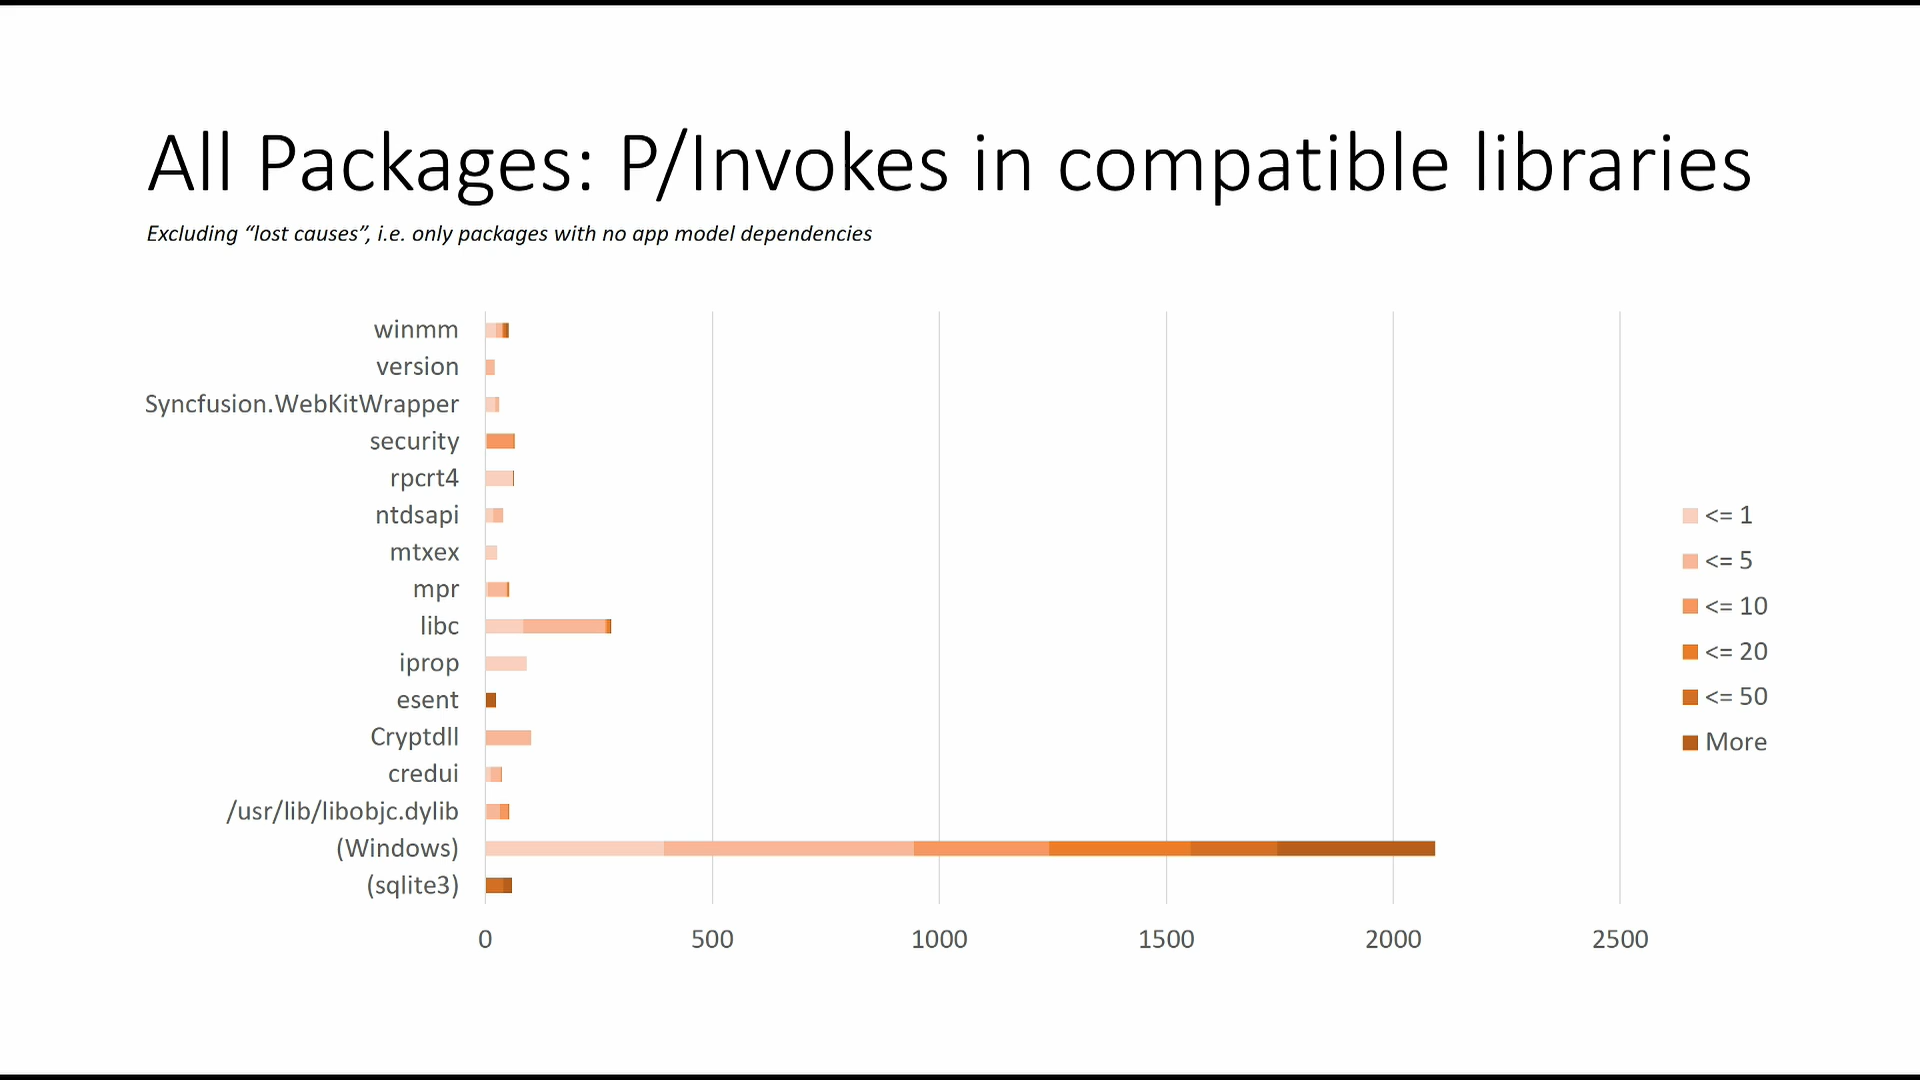 All Packages: P/Invokes in compatible libraries
Excluding “lost causes”, i.e. only packages with no app model dependencies
winmm
version
Syncfusion.WebKitWrapper
security
rpcrt4
ntdsapi
mtxex
mpr
libc
iprop
esent
Cryptdll
credui
/usr/lib/libobjc.dylib
(Windows)
(sqlite3)
0 500 1000 1500 2000 2500
<= 1
<= 5
<= 10
<= 20
<= 50
More